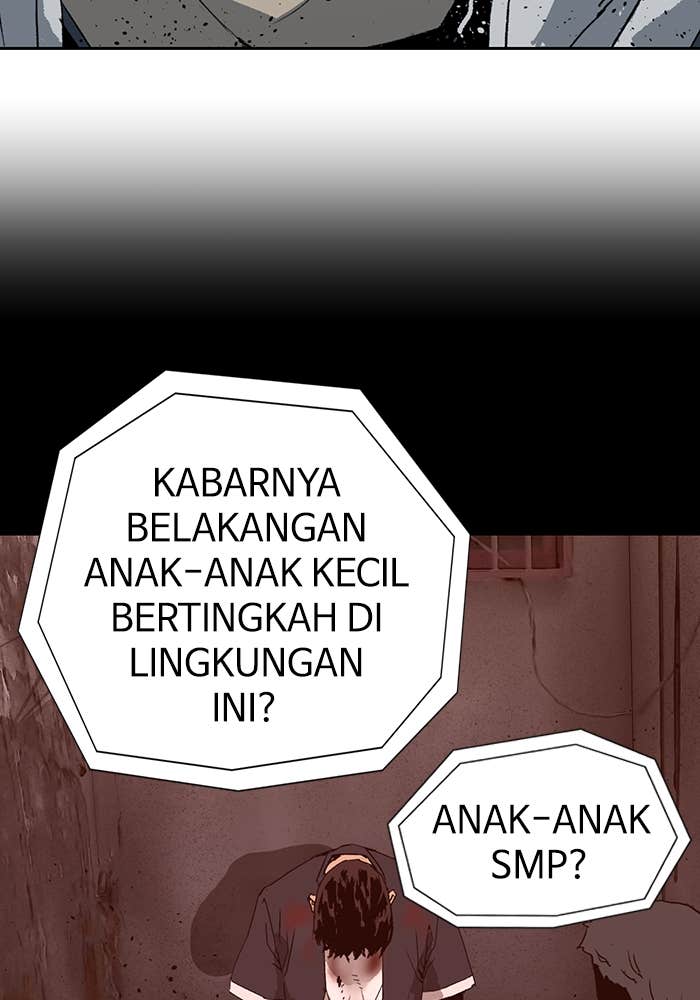 KABARNYA
BELAKANGAN
ANAK-ANAK KECIL
BERTINGKAH DI
LINGKUNGAN
INI?
ANAK-ANAK
SMP?